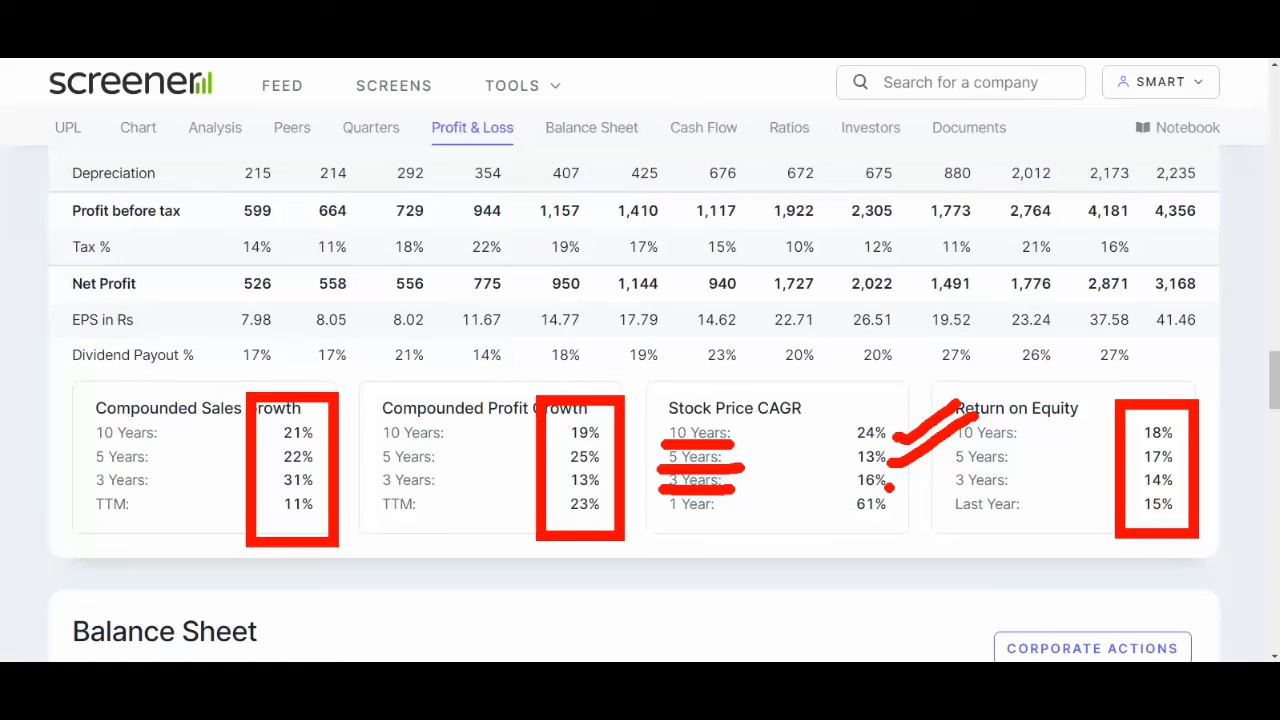 screener FEED SCREENS TOOLS Search for a company SMART
UPL Chart Analysis Peers Quarters Profit & Loss Balance Sheet Cash Flow Ratios Investors Documents Notebook
Depreciation 215 214 292 354 407 425 676 672 675 880 2,012 2,173 2,235
Profit before tax 599 664 729 944 1,157 1,410 1,117 1,922 2,305 1,773 2,764 4,181 4,356
Tax % 14% 11% 18% 22% 19% 17% 15% 10% 12% 11% 21% 16%
Net Profit 526 558 556 775 950 1,144 940 1,727 2,022 1,491 1,776 2,871 3,168
EPS in Rs 7.98 8.05 8.02 11.67 14.77 17.79 14.62 22.71 26.51 19.52 23.24 37.58 41.46
Dividend Payout % 17% 17% 21% 14% 18% 19% 23% 20% 20% 27% 26% 27%
Compounded Sales Growth
10 Years: 21%
5 Years: 22%
3 Years: 31%
TTM: 11%
Compounded Profit Growth
10 Years: 19%
5 Years: 25%
3 Years: 13%
TTM: 23%
Stock Price CAGR
10 Years: 24%
5 Years: 13%
3 Years: 16%
1 Year: 61%
Return on Equity
10 Years: 18%
5 Years: 17%
3 Years: 14%
Last Year: 15%
Balance Sheet
CORPORATE ACTIONS